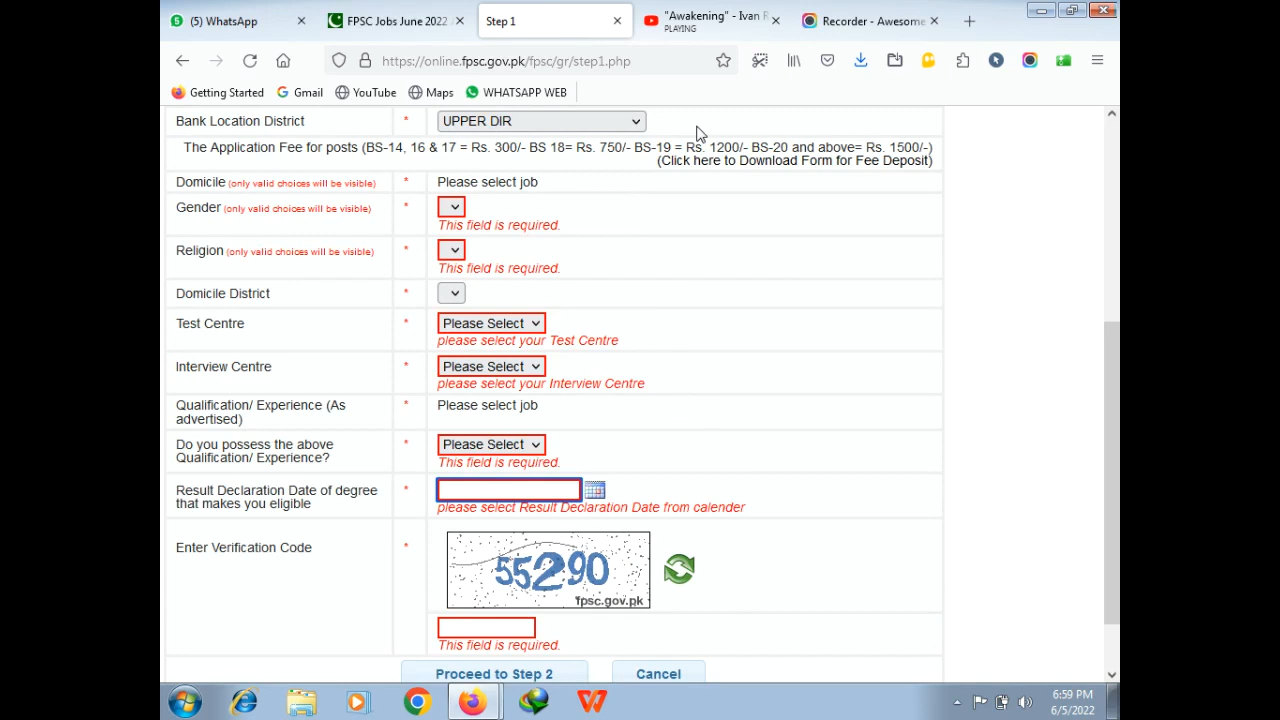 (5) WhatsApp
FPSC Jobs June 2022
Step 1
"Awakening" - Ivan
PLAYING
Recorder - Awesome
https://online.fpsc.gov.pk/fpsc/gr/step1.php
Getting Started
Gmail
YouTube
Maps
WHATSAPP WEB
Bank Location District * UPPER DIR
The Application Fee for posts (BS-14, 16 & 17 = Rs. 300/- BS 18= Rs. 750/- BS-19 = Rs. 1200/- BS-20 and above= Rs. 1500/-)
(Click here to Download Form for Fee Deposit)
Domicile (only valid choices will be visible) * Please select job
Gender (only valid choices will be visible) *
This field is required.
Religion (only valid choices will be visible) *
This field is required.
Domicile District *
Test Centre * Please Select
please select your Test Centre
Interview Centre * Please Select
please select your Interview Centre
Qualification/ Experience (As
advertised) * Please select job
Do you possess the above
Qualification/ Experience? * Please Select
This field is required.
Result Declaration Date of degree
that makes you eligible *
please select Result Declaration Date from calender
Enter Verification Code *
55290
fpsc.gov.pk
This field is required.
Proceed to Step 2
Cancel
6:59 PM
6/5/2022